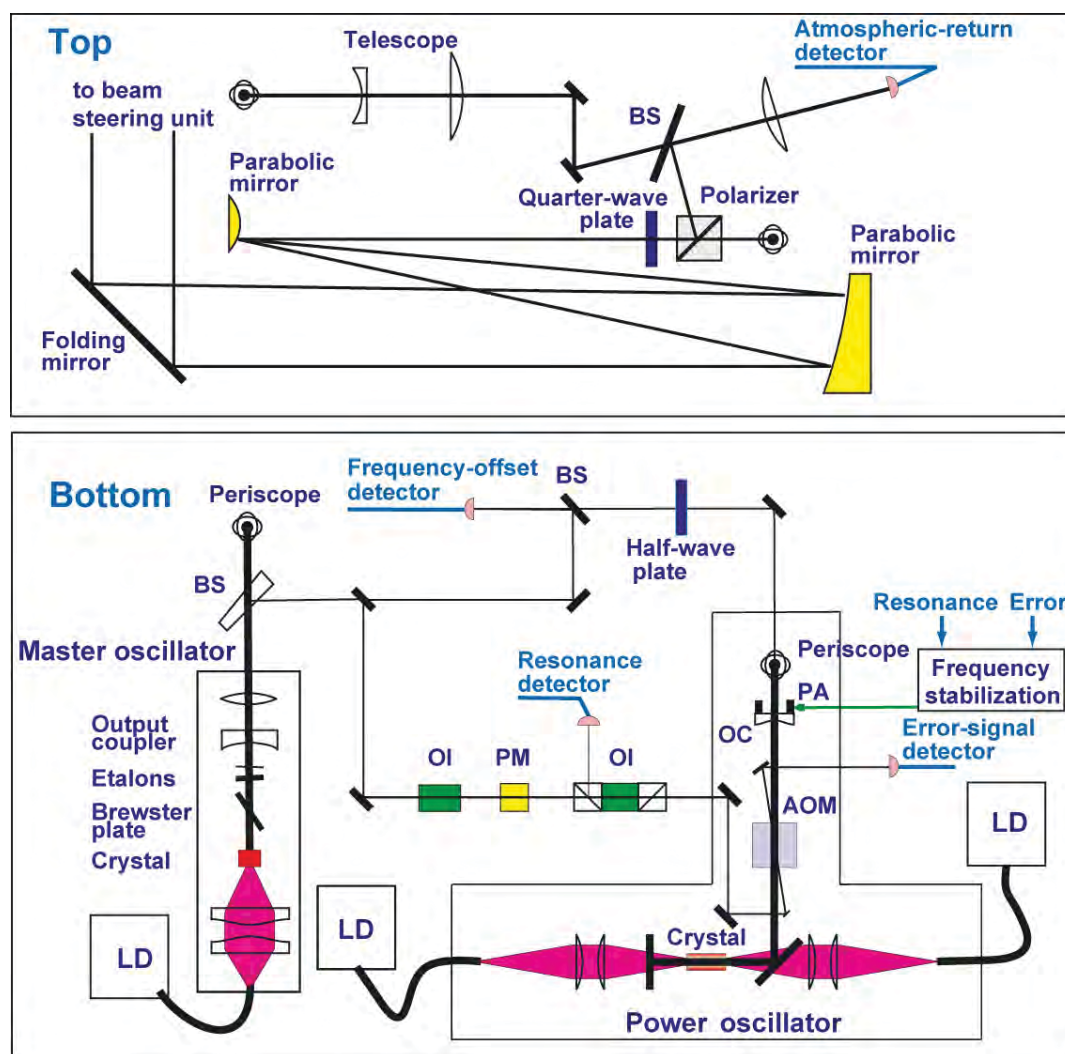 Top
Telescope
Atmospheric-return
detector
to beam
steering unit
BS
Parabolic
mirror
Quarter-wave
plate
Polarizer
Parabolic
mirror
Folding
mirror
Bottom
Frequency-offset
detector
BS
Periscope
Half-wave
plate
BS
Resonance
Error
Master oscillator
Resonance
detector
Periscope
Frequency
stabilization
PA
OC
Error-signal
detector
Output
coupler
OI
PM
OI
Etalons
AOM
Brewster
plate
LD
Crystal
LD
LD
Crystal
Power oscillator